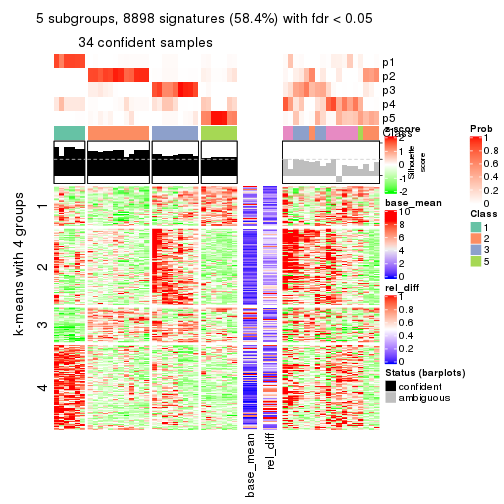 5 subgroups, 8898 signatures (58.4%) with fdr < 0.05
34 confident samples
p1
p2
p3
p4
p5
Class
z-score
2
1
0
-1
-2
Silhouette
score
Prob
1
0.8
0.6
0.4
0.2
0
Class
1
2
3
5
base_mean
10
8
6
4
2
0
rel_diff
1
0.8
0.6
0.4
0.2
0
Status (barplots)
confident
ambiguous
k-means with 4 groups
1
2
3
4
base_mean
rel_diff